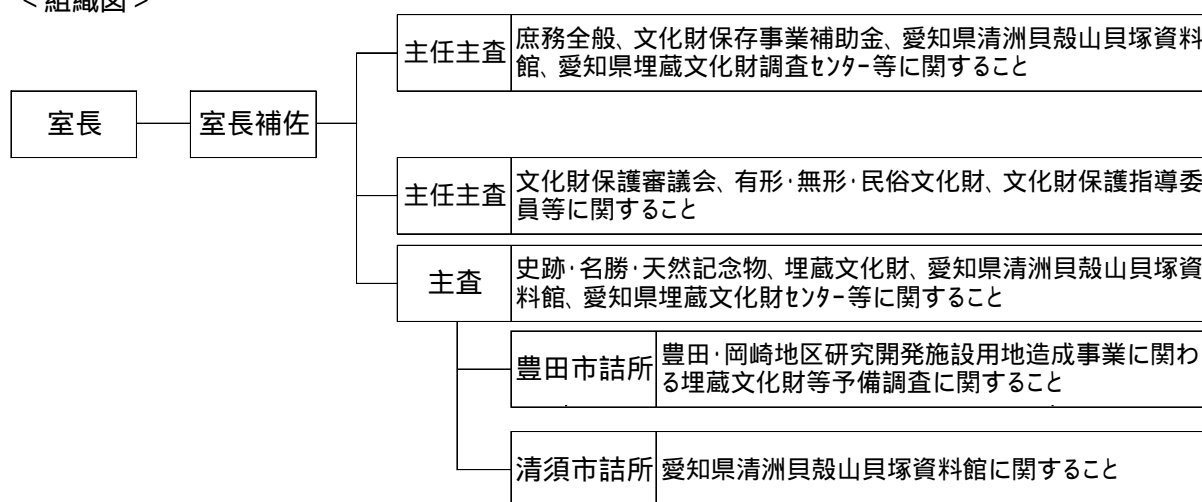 <組織図>
主任主査
庶務全般、文化財保存事業補助金、愛知県清洲貝殻山貝塚資料
館、愛知県埋蔵文化財調査ｾﾝﾀｰ等に関すること
室長
室長補佐
主任主査
文化財保護審議会、有形･無形･民俗文化財、文化財保護指導委
員等に関すること
主査
史跡･名勝･天然記念物、埋蔵文化財、愛知県清洲貝殻山貝塚資
料館、愛知県埋蔵文化財ｾﾝﾀｰ等に関すること
豊田市詰所
豊田･岡崎地区研究開発施設用地造成事業に関わ
る埋蔵文化財等予備調査に関すること
清須市詰所
愛知県清洲貝殻山貝塚資料館に関すること